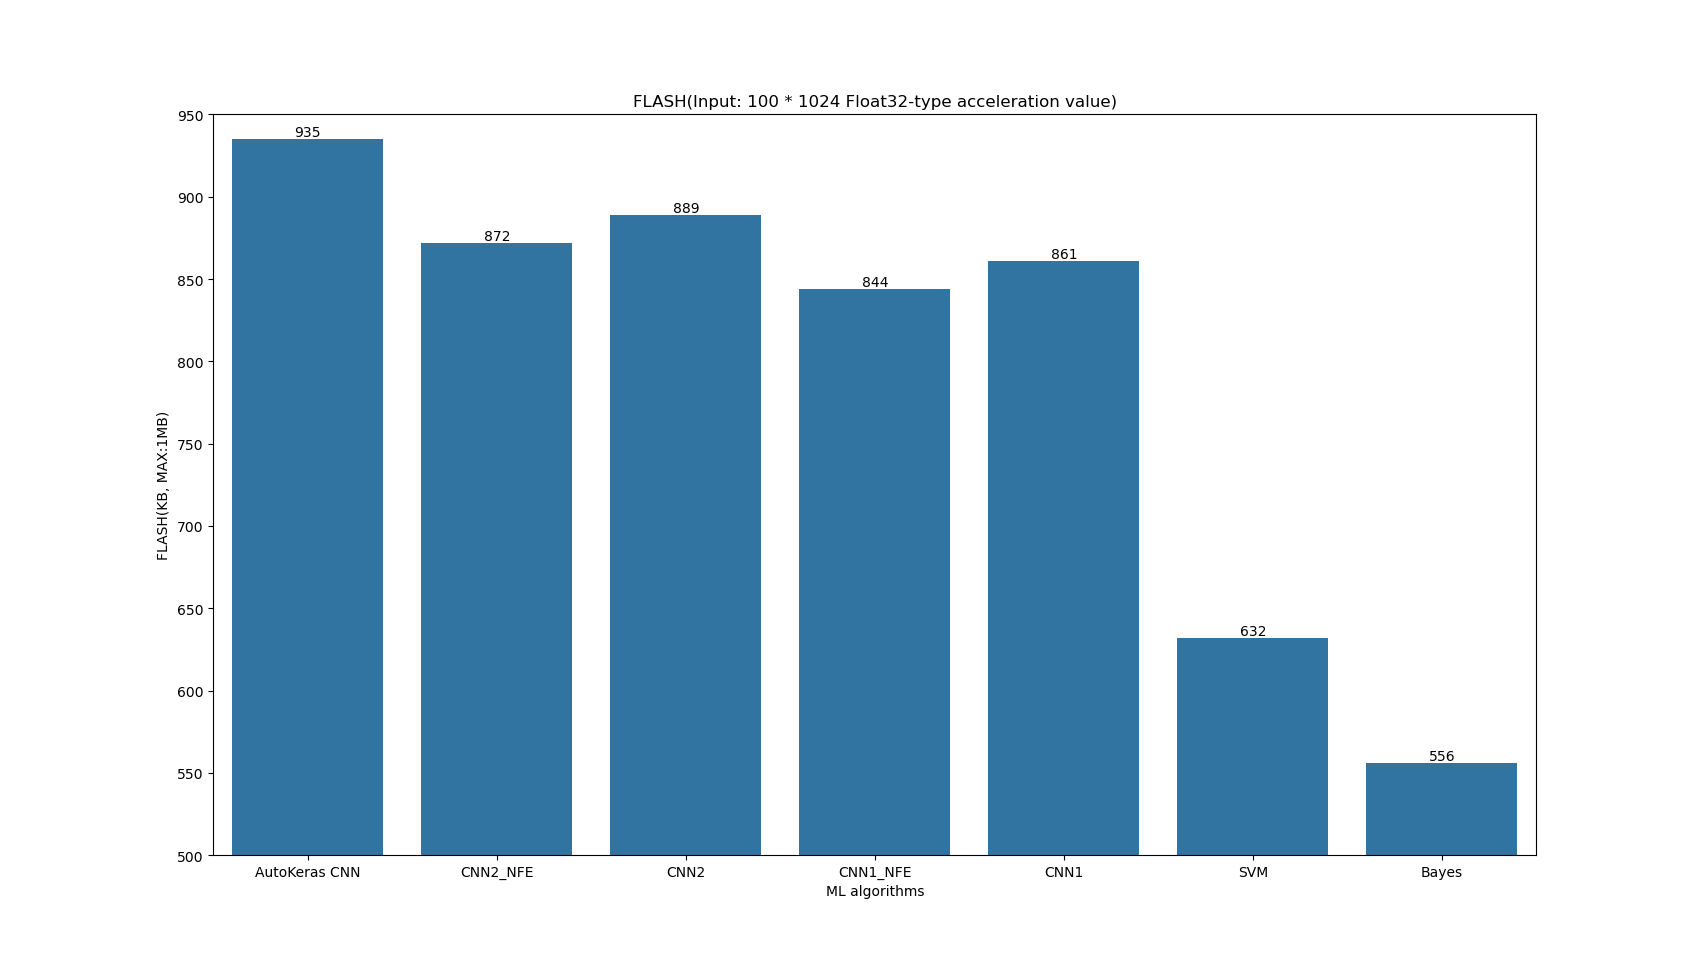 FLASH(Input: 100 * 1024 Float32-type acceleration value)
950
900
850
800
750
700
650
600
550
500
FLASH(KB, MAX:1MB)
935
872
889
844
861
632
556
AutoKeras CNN
CNN2_NFE
CNN2
CNN1_NFE
CNN1
SVM
Bayes
ML algorithms